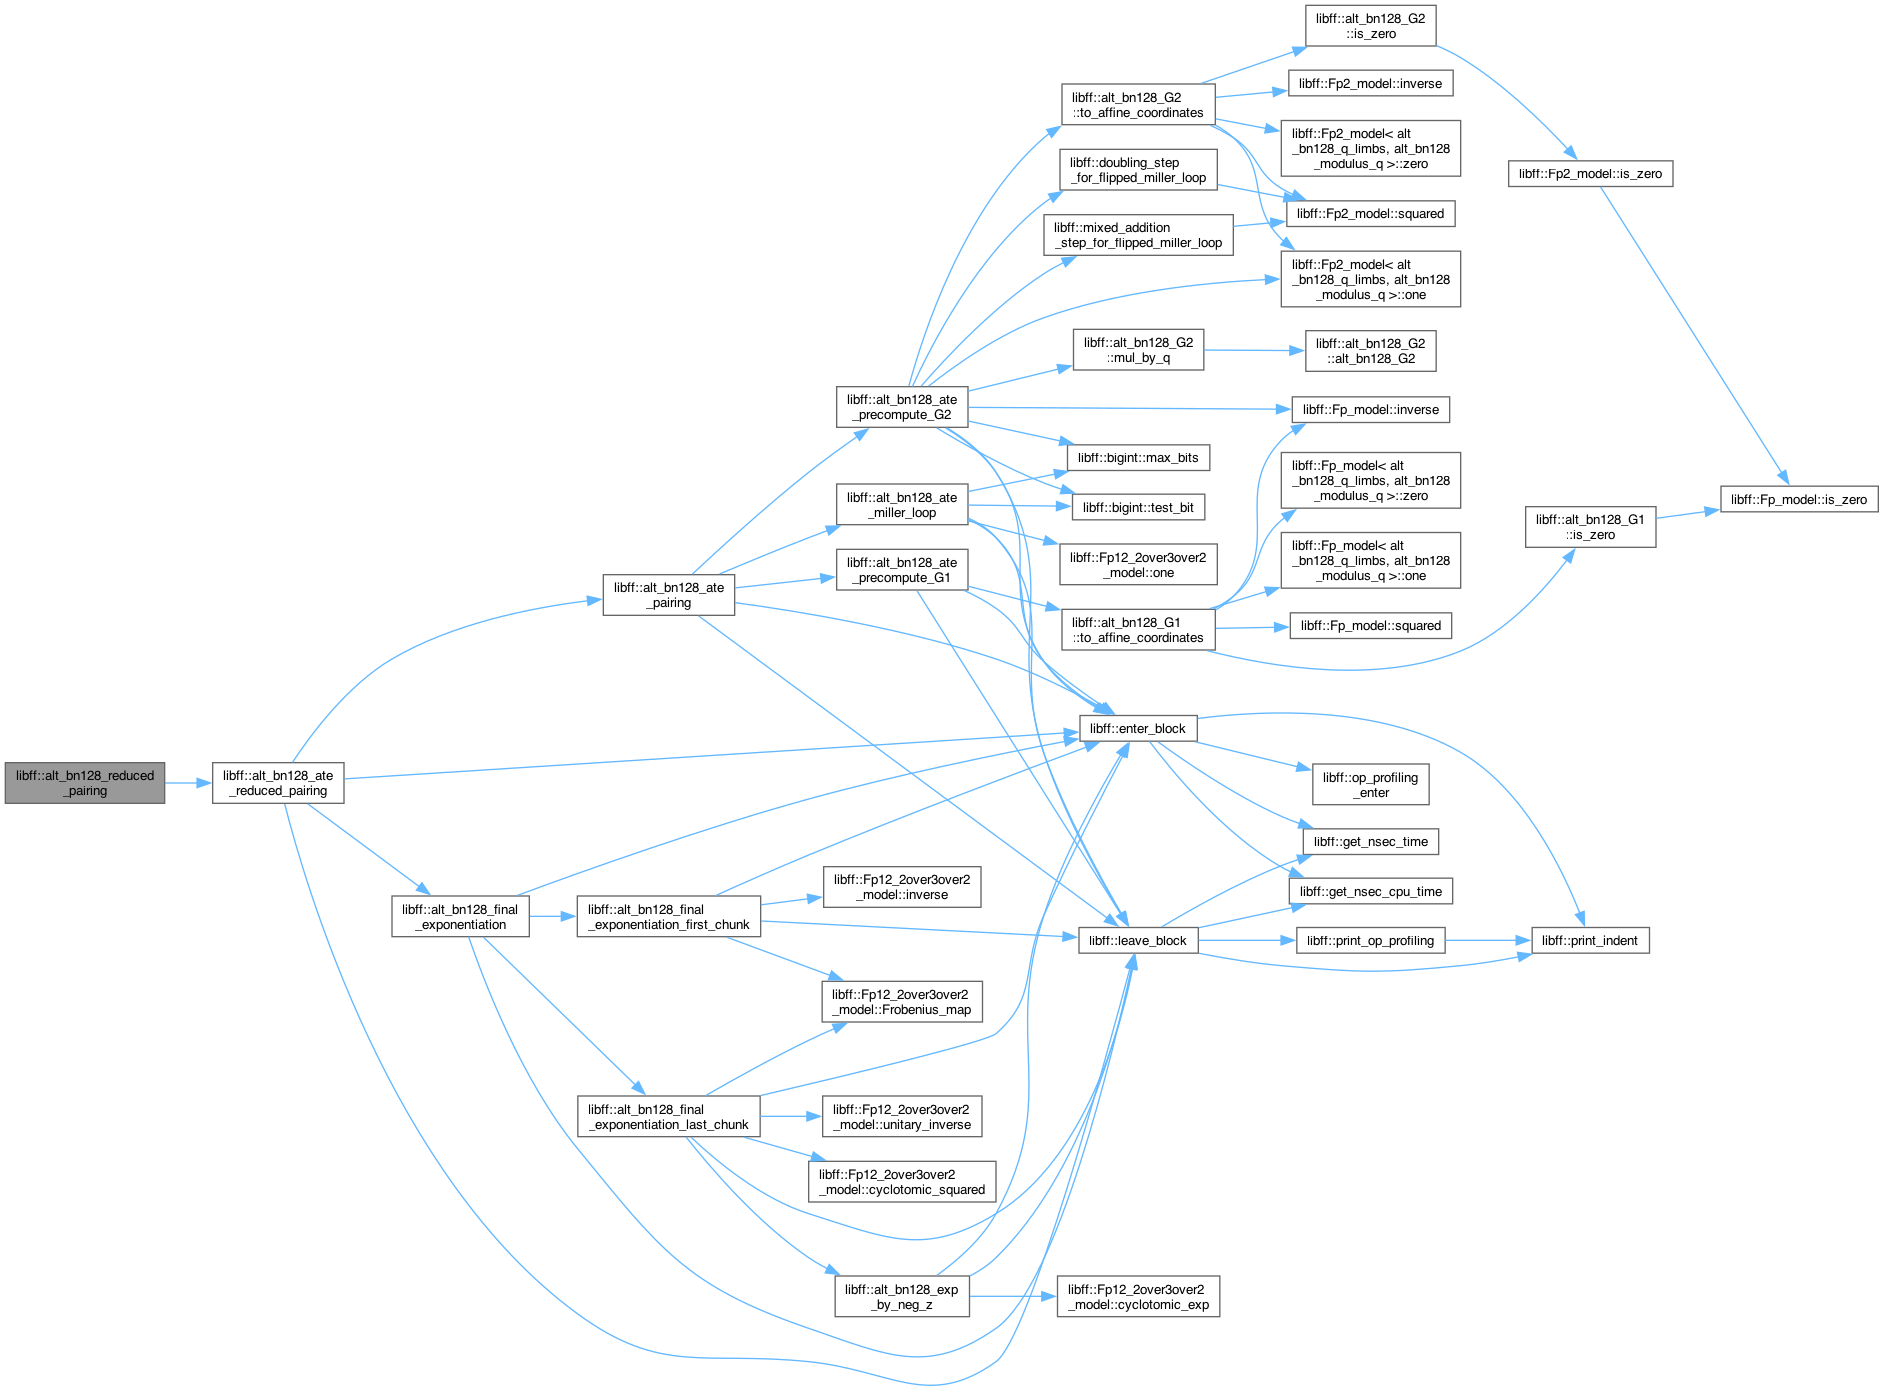 libff::alt_bn128_reduced
_pairing
libff::alt_bn128_ate
_reduced_pairing
libff::alt_bn128_ate
_pairing
libff::alt_bn128_final
_exponentiation
libff::alt_bn128_final
_exponentiation_first_chunk
libff::alt_bn128_final
_exponentiation_last_chunk
libff::alt_bn128_ate
_precompute_G2
libff::alt_bn128_ate
_miller_loop
libff::alt_bn128_ate
_precompute_G1
libff::Fp12_2over3over2
_model::inverse
libff::Fp12_2over3over2
_model::Frobenius_map
libff::Fp12_2over3over2
_model::unitary_inverse
libff::Fp12_2over3over2
_model::cyclotomic_squared
libff::alt_bn128_exp
_by_neg_z
libff::alt_bn128_G2
::to_affine_coordinates
libff::doubling_step
_for_flipped_miller_loop
libff::mixed_addition
_step_for_flipped_miller_loop
libff::alt_bn128_G2
::mul_by_q
libff::bigint::max_bits
libff::bigint::test_bit
libff::Fp12_2over3over2
_model::one
libff::alt_bn128_G1
::to_affine_coordinates
libff::enter_block
libff::leave_block
libff::Fp12_2over3over2
_model::cyclotomic_exp
libff::alt_bn128_G2
::is_zero
libff::Fp2_model::inverse
libff::Fp2_model< alt
_bn128_q_limbs, alt_bn128
_modulus_q >::zero
libff::Fp2_model::squared
libff::Fp2_model< alt
_bn128_q_limbs, alt_bn128
_modulus_q >::one
libff::alt_bn128_G2
::alt_bn128_G2
libff::Fp_model::inverse
libff::Fp_model< alt
_bn128_q_limbs, alt_bn128
_modulus_q >::zero
libff::Fp_model< alt
_bn128_q_limbs, alt_bn128
_modulus_q >::one
libff::Fp_model::squared
libff::op_profiling
_enter
libff::get_nsec_time
libff::get_nsec_cpu_time
libff::print_op_profiling
libff::Fp2_model::is_zero
libff::alt_bn128_G1
::is_zero
libff::print_indent
libff::Fp_model::is_zero